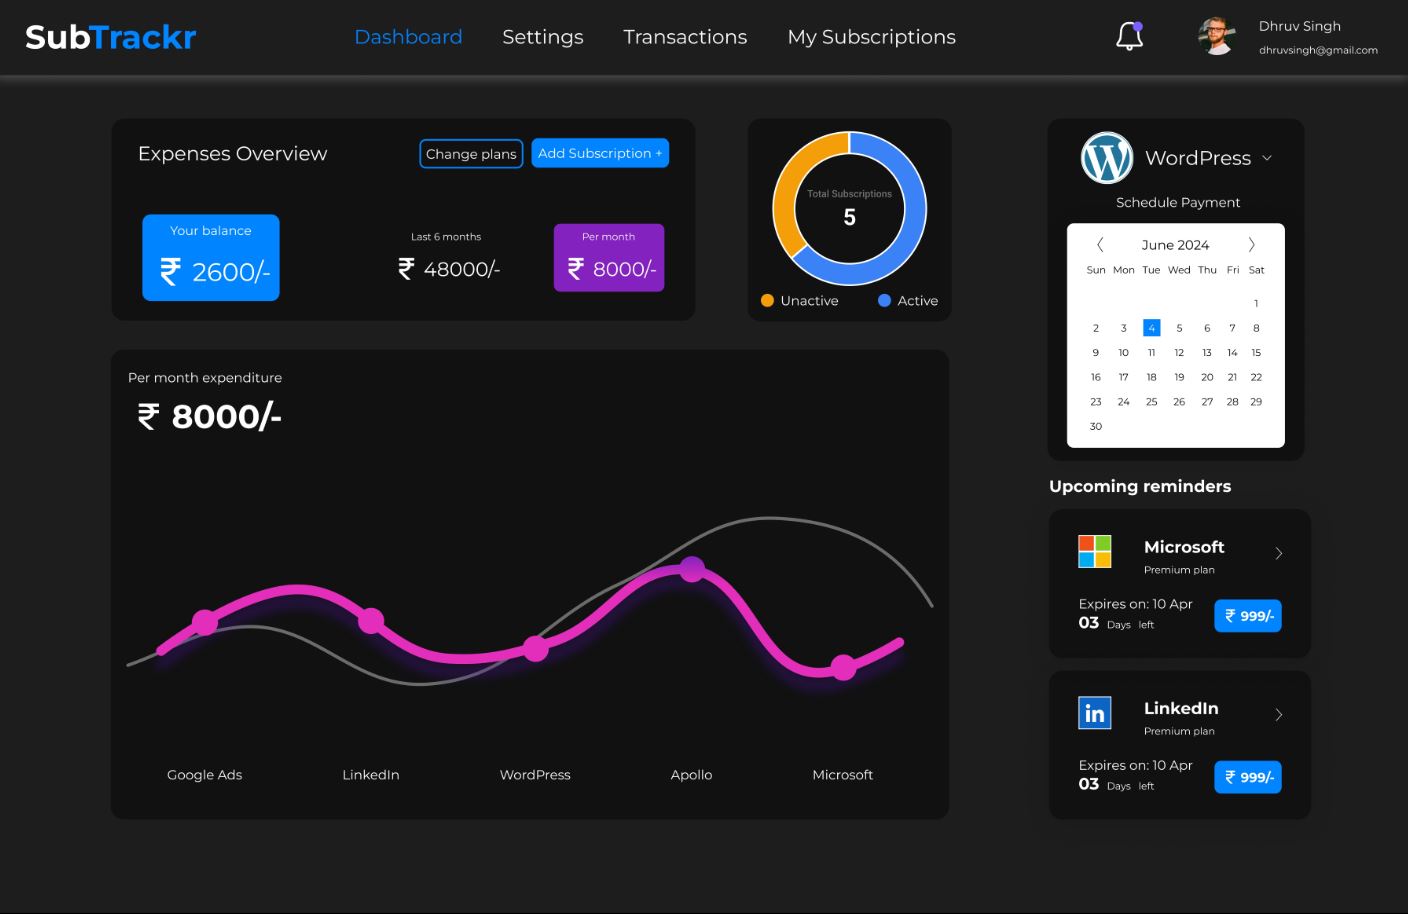 SubTrackr
Dashboard
Settings
Transactions
My Subscriptions
Dhruv Singh
dhruvsingh@gmail.com
Expenses Overview
Change plans
Add Subscription +
Your balance
₹ 2600/-
Last 6 months
₹ 48000/-
Per month
₹ 8000/-
Total Subscriptions
5
Unactive
Active
W
WordPress
Schedule Payment
June 2024
Sun Mon Tue Wed Thu Fri Sat
1
2 3 4 5 6 7 8
9 10 11 12 13 14 15
16 17 18 19 20 21 22
23 24 25 26 27 28 29
30
Per month expenditure
₹ 8000/-
Google Ads
LinkedIn
WordPress
Apollo
Microsoft
Upcoming reminders
Microsoft
Premium plan
Expires on: 10 Apr
03 Days left
₹ 999/-
in
LinkedIn
Premium plan
Expires on: 10 Apr
03 Days left
₹ 999/-